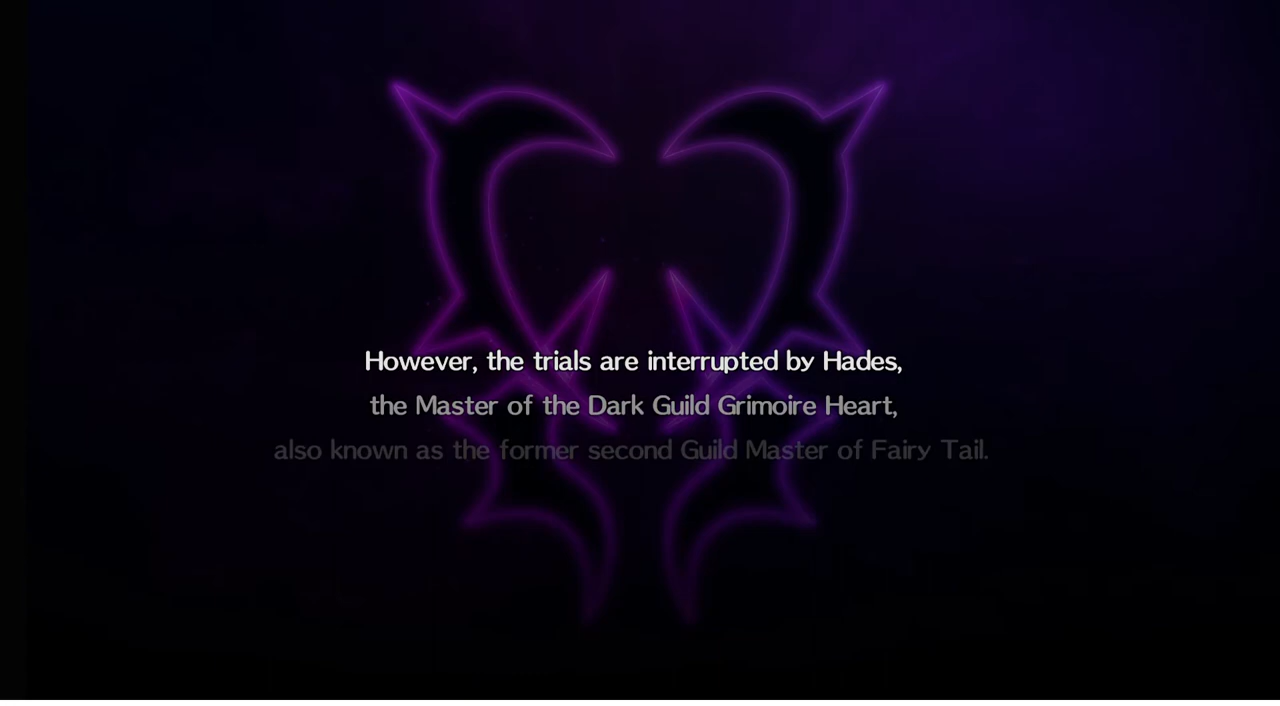 However, the trials are interrupted by Hades,
the Master of the Dark Guild Grimoire Heart,
also known as the former second Guild Master of Fairy Tail.